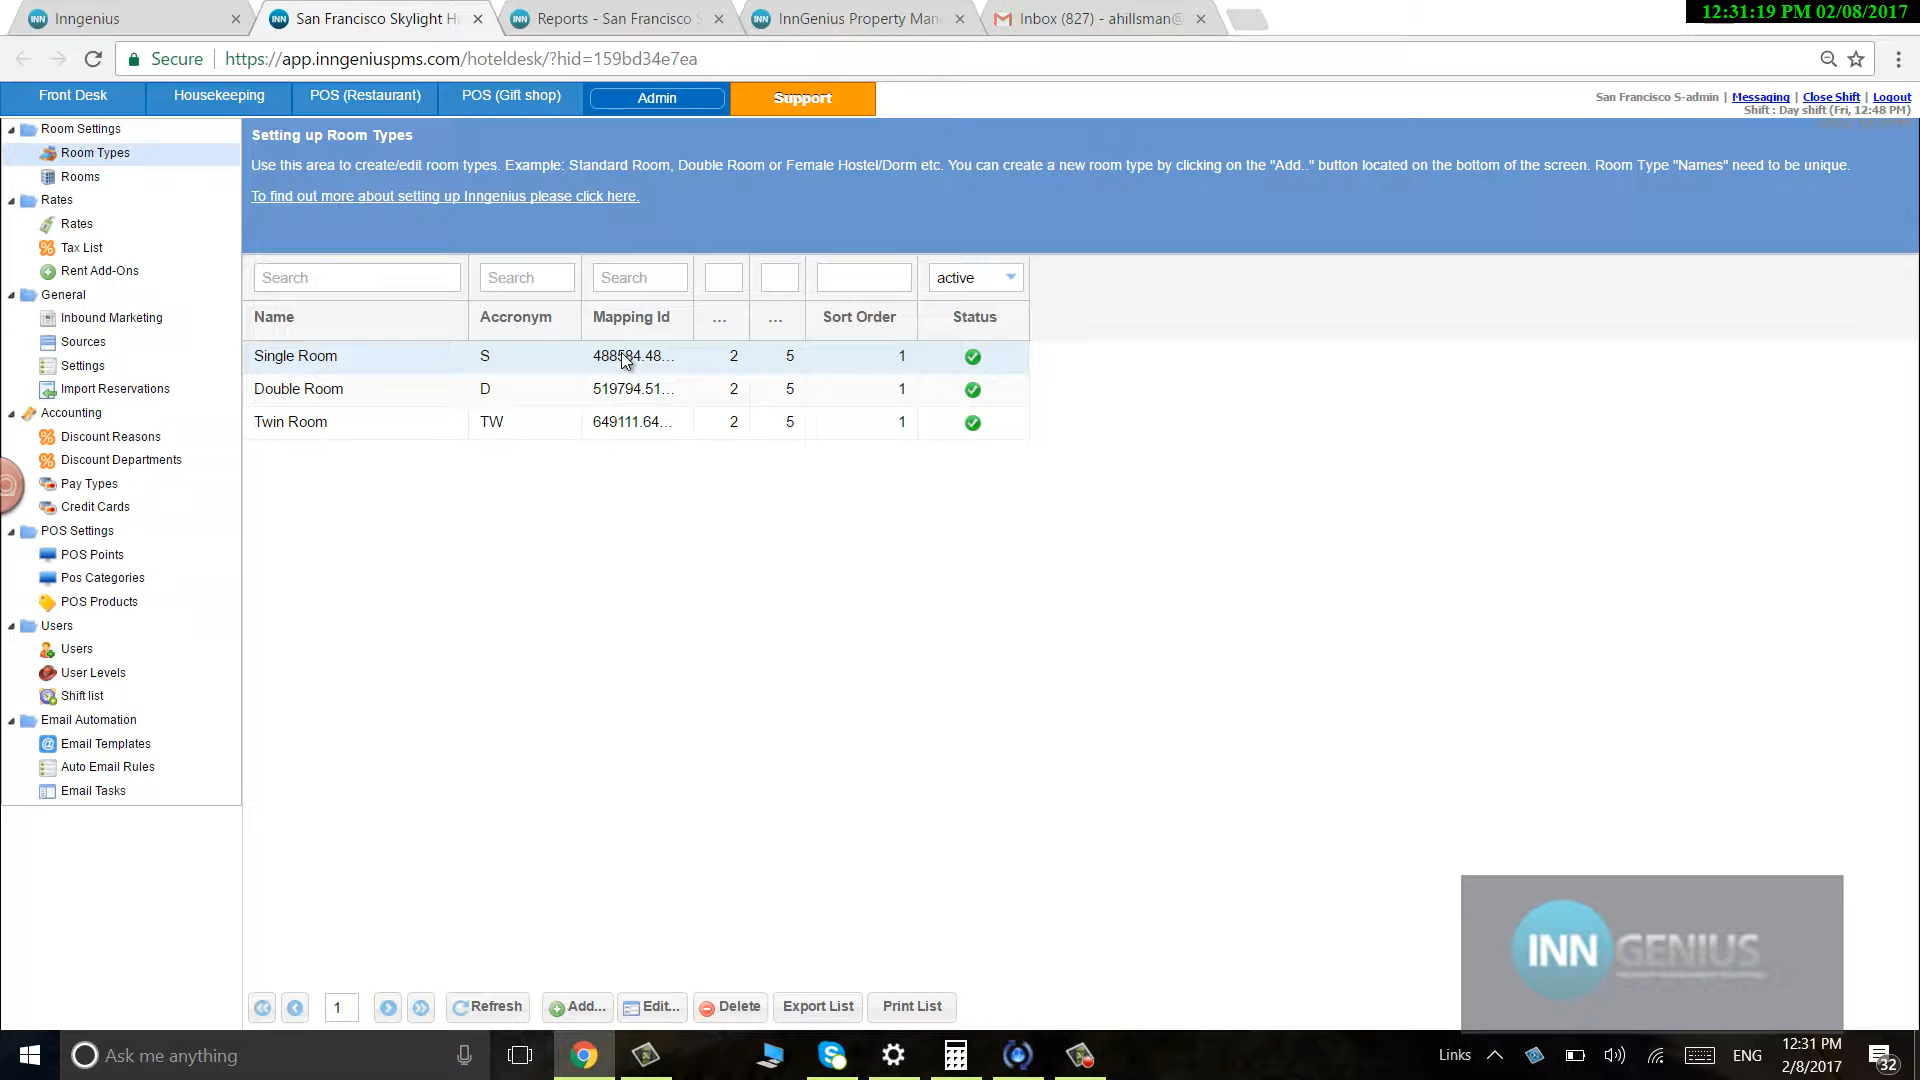 12:31:19 PM 02/08/2017
Inngenius
San Francisco Skylight H
Reports - San Francisco S
InnGenius Property Man
Inbox (827) - ahillsman@
Secure
https://app.inngeniuspms.com/hoteldesk/?hid=159bd34e7ea
Front Desk
Housekeeping
POS (Restaurant)
POS (Gift shop)
Admin
Support
San Francisco S-admin | Messaging | Close Shift | Logout
Shift : Day shift (Fri, 12:48 PM)
Room Settings
Room Types
Rooms
Rates
Rates
Tax List
Rent Add-Ons
General
Inbound Marketing
Sources
Settings
Import Reservations
Accounting
Discount Reasons
Discount Departments
Pay Types
Credit Cards
POS Settings
POS Points
Pos Categories
POS Products
Users
Users
User Levels
Shift list
Email Automation
Email Templates
Auto Email Rules
Email Tasks
Setting up Room Types
Use this area to create/edit room types. Example: Standard Room, Double Room or Female Hostel/Dorm etc. You can create a new room type by clicking on the "Add.." button located on the bottom of the screen. Room Type "Names" need to be unique.
To find out more about setting up Inngenius please click here.
Search Search Search active
Name Accronym Mapping Id ... ... Sort Order Status
Single Room S 488584.48... 2 5 1
Double Room D 519794.51... 2 5 1
Twin Room TW 649111.64... 2 5 1
INNGENIUS
1 Refresh Add... Edit... Delete Export List Print List
Ask me anything
Links
ENG
12:31 PM
2/8/2017
32